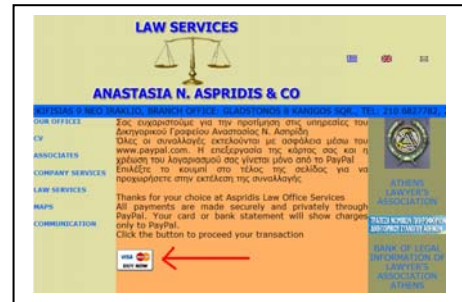 LAW SERVICES
ANASTASIA N. ASPRIDIS & CO
KIFISIAS 9 NEO IRAKLIO, BRANCH OFFICE: GLADSTONOS 8 KANIGOS SQR., TEL: 210 6827782,
OUR OFFICES
CV
ASSOCIATES
COMPANY SERVICES
LAW SERVICES
MAPS
COMMUNICATION
Σας ευχαριστούμε για την προτίμηση στις υπηρεσίες του
Δικηγορικού Γραφείου Αναστασίας Ν. Ασπρίδη
Όλες οι συναλλαγές εκτελούνται με ασφάλεια μέσω του
www.paypal.com. Η επεξεργασία της κάρτας σας και η
χρέωση του λογαριασμού σας γίνεται μόνο από το PayPal
Επιλέξτε το κουμπί στο τέλος της σελίδας για να
προχωρήσετε στην εκτέλεση της συναλλαγής
Thanks for your choice at Aspridis Law Office Services
All payments are made securely and privately through
PayPal. Your card or bank statement will show charges
only to PayPal.
Click the button to proceed your transaction
VISA
BUY NOW
ATHENS
LAWYER'S
ASSOCIATION
BANK OF LEGAL
INFORMATION OF
LAWYER'S
ASSOCIATION
ATHENS